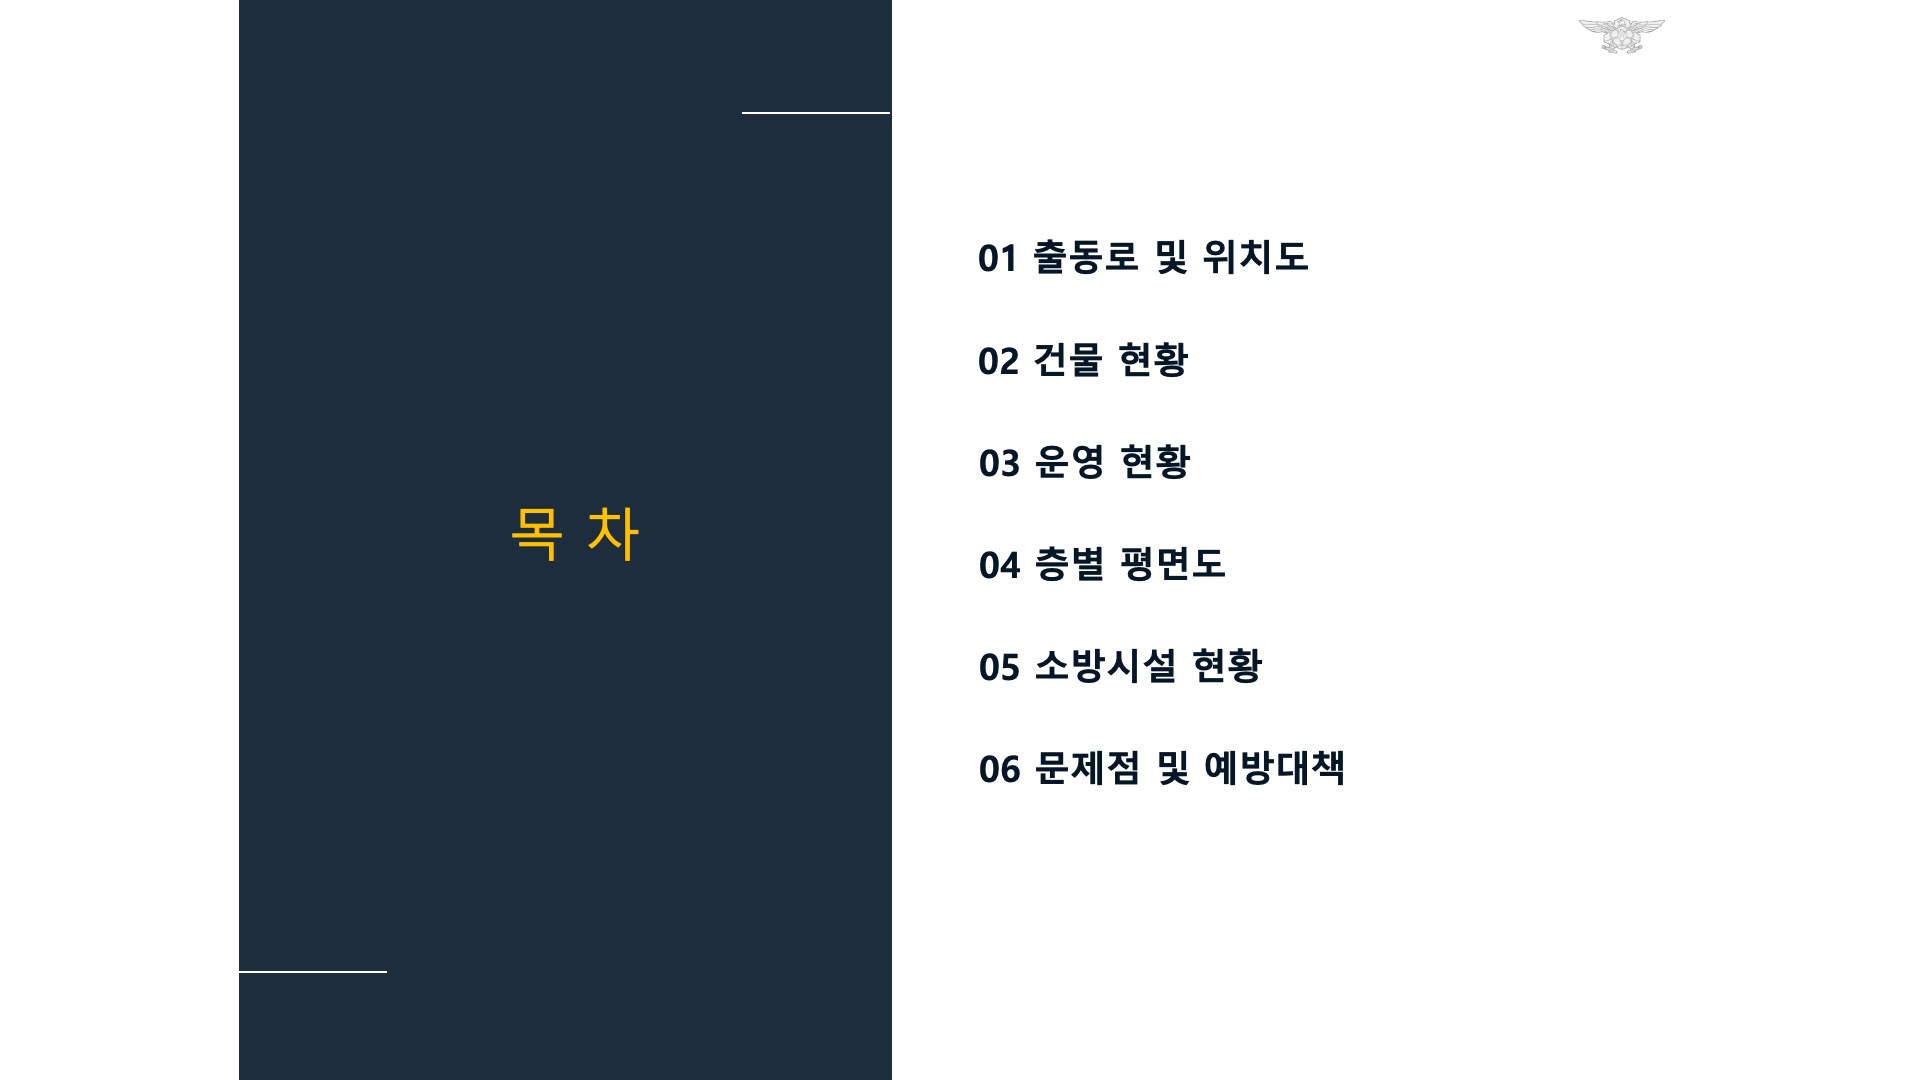 목 차
01 출동로 및 위치도
02 건물 현황
03 운영 현황
04 층별 평면도
05 소방시설 현황
06 문제점 및 예방대책